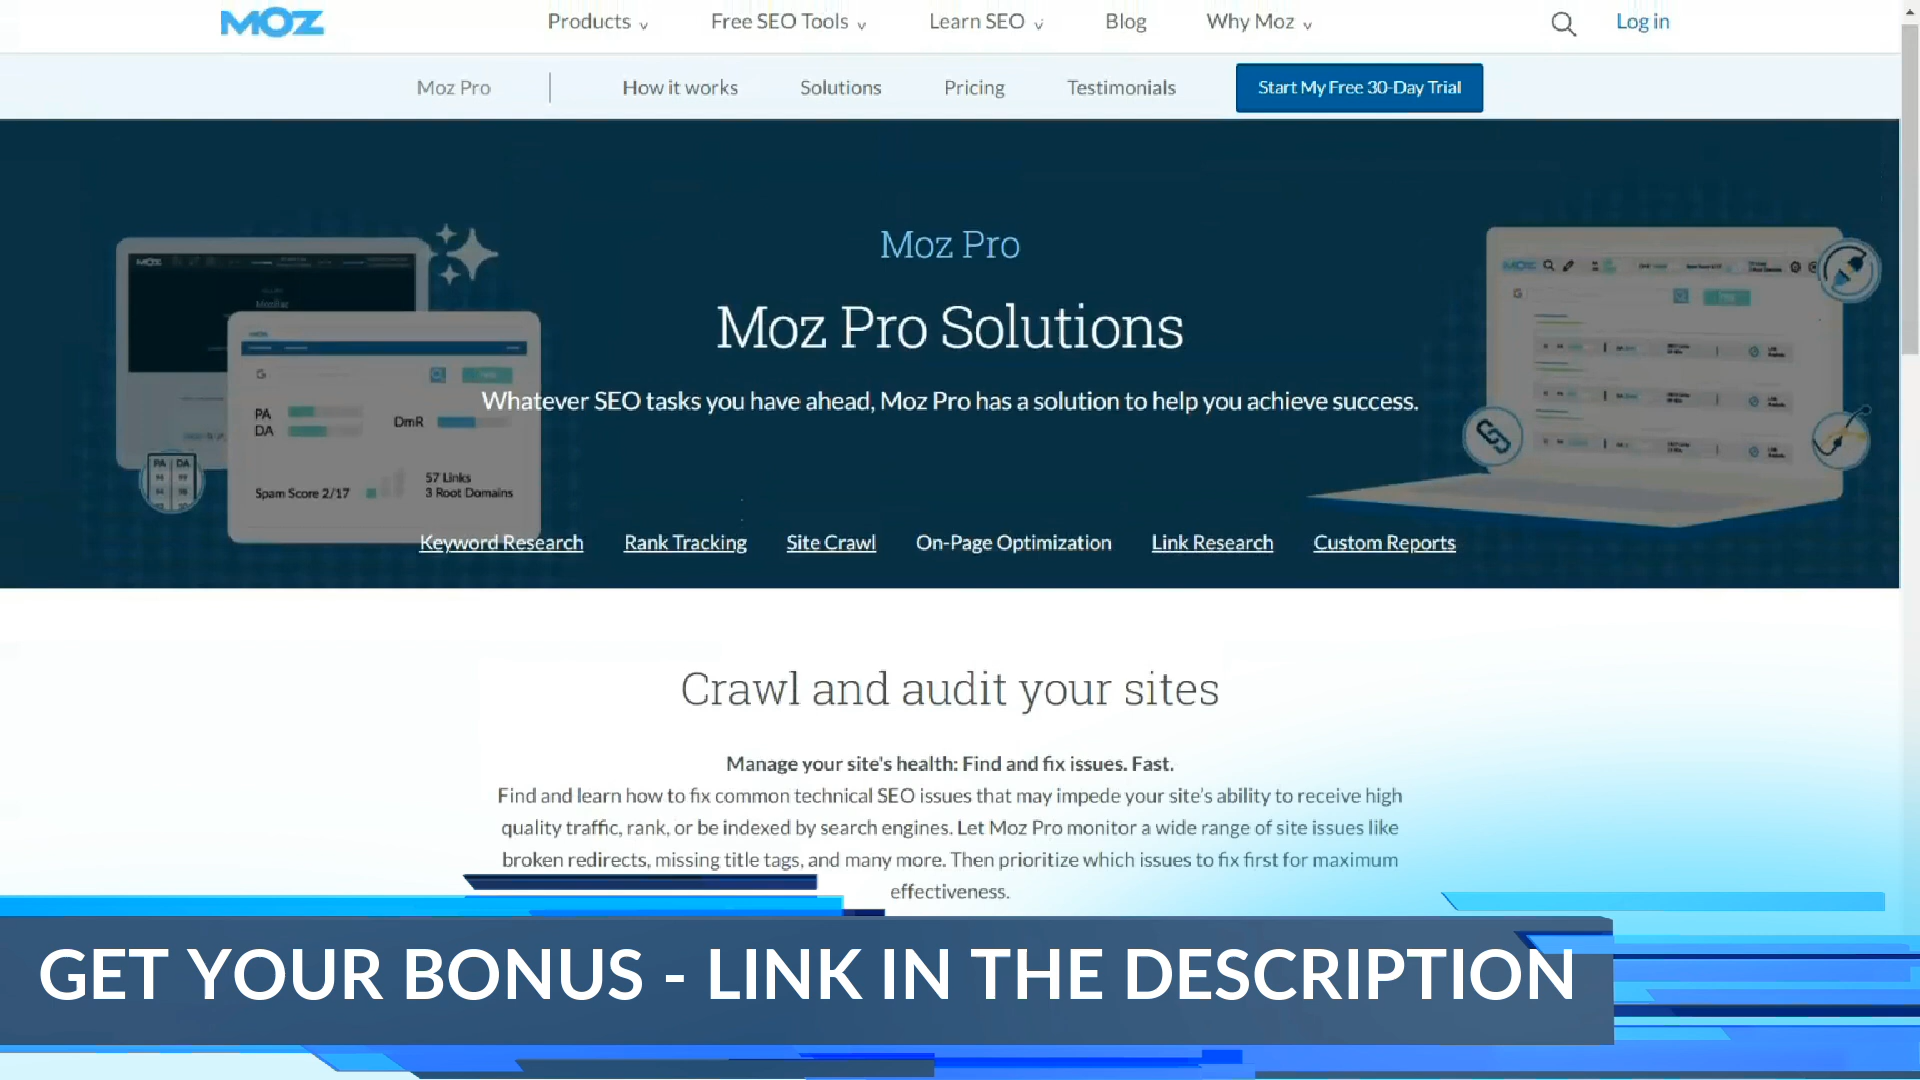 MOZ
Products
Free SEO Tools
Learn SEO
Blog
Why Moz
Log in
Moz Pro
How it works
Solutions
Pricing
Testimonials
Start My Free 30-Day Trial
Moz Pro
Moz Pro Solutions
Whatever SEO tasks you have ahead, Moz Pro has a solution to help you achieve success.
MOZ
PA
DA
DmR
57 Links
Spam Score 2/17
3 Root Domains
PA DA
Keyword Research
Rank Tracking
Site Crawl
On-Page Optimization
Link Research
Custom Reports
Crawl and audit your sites
Manage your site's health: Find and fix issues. Fast.
Find and learn how to fix common technical SEO issues that may impede your site's ability to receive high
quality traffic, rank, or be indexed by search engines. Let Moz Pro monitor a wide range of site issues like
broken redirects, missing title tags, and many more. Then prioritize which issues to fix first for maximum
effectiveness.
GET YOUR BONUS - LINK IN THE DESCRIPTION